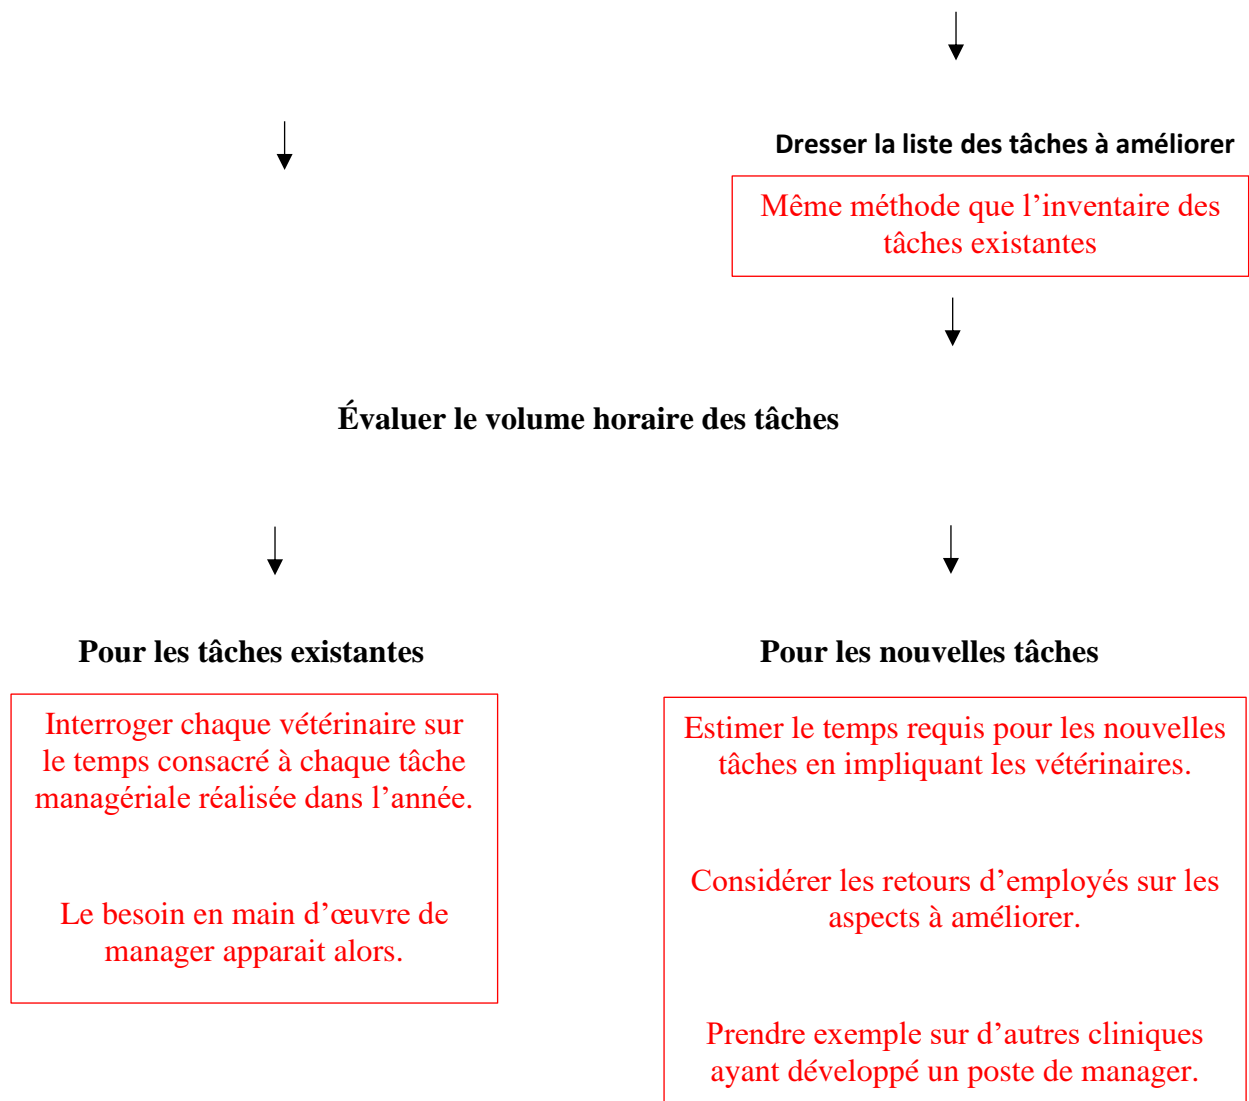 Dresser la liste des tâches à améliorer
Même méthode que l’inventaire des
tâches existantes
Évaluer le volume horaire des tâches
Pour les tâches existantes
Interroger chaque vétérinaire sur
le temps consacré à chaque tâche
managériale réalisée dans l’année.
Le besoin en main d’œuvre de
manager apparait alors.
Pour les nouvelles tâches
Estimer le temps requis pour les nouvelles
tâches en impliquant les vétérinaires.
Considérer les retours d’employés sur les
aspects à améliorer.
Prendre exemple sur d’autres cliniques
ayant développé un poste de manager.